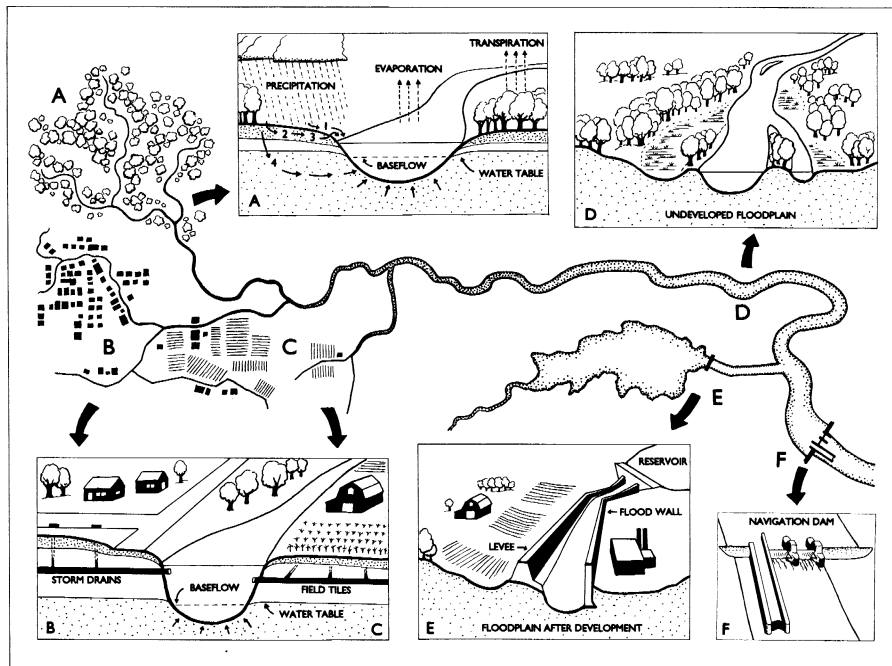 A
PRECIPITATION
EVAPORATION
TRANSPIRATION
1
2
3
4
BASEFLOW
WATER TABLE
A
D
UNDEVELOPED FLOODPLAIN
B
C
D
E
F
STORM DRAINS
BASEFLOW
FIELD TILES
WATER TABLE
B
C
RESERVOIR
FLOOD WALL
LEVEE
E
FLOODPLAIN AFTER DEVELOPMENT
NAVIGATION DAM
F